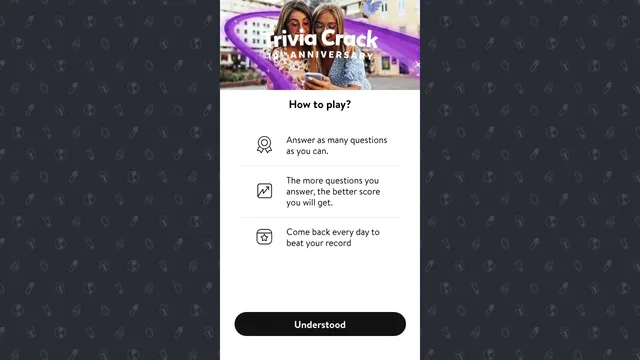 Trivia Crack
ANNIVERSARY
How to play?
Answer as many questions
as you can.
The more questions you
answer, the better score
you will get.
Come back every day to
beat your record
Understood